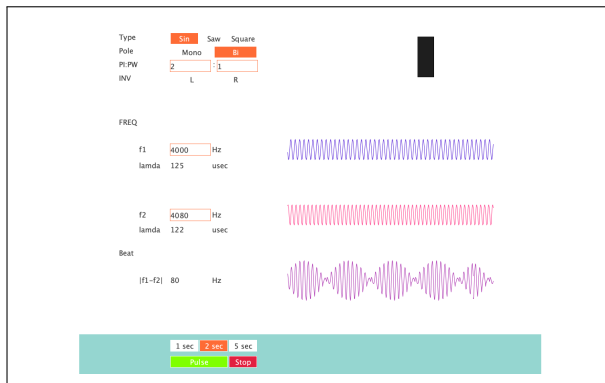 Type Sin Saw Square
Pole Mono Bi
PI:PW 2 : 1
INV L R
FREQ
f1 4000 Hz
lamda 125 usec
f2 4080 Hz
lamda 122 usec
Beat
|f1-f2| 80 Hz
1 sec 2 sec 5 sec
Pulse Stop